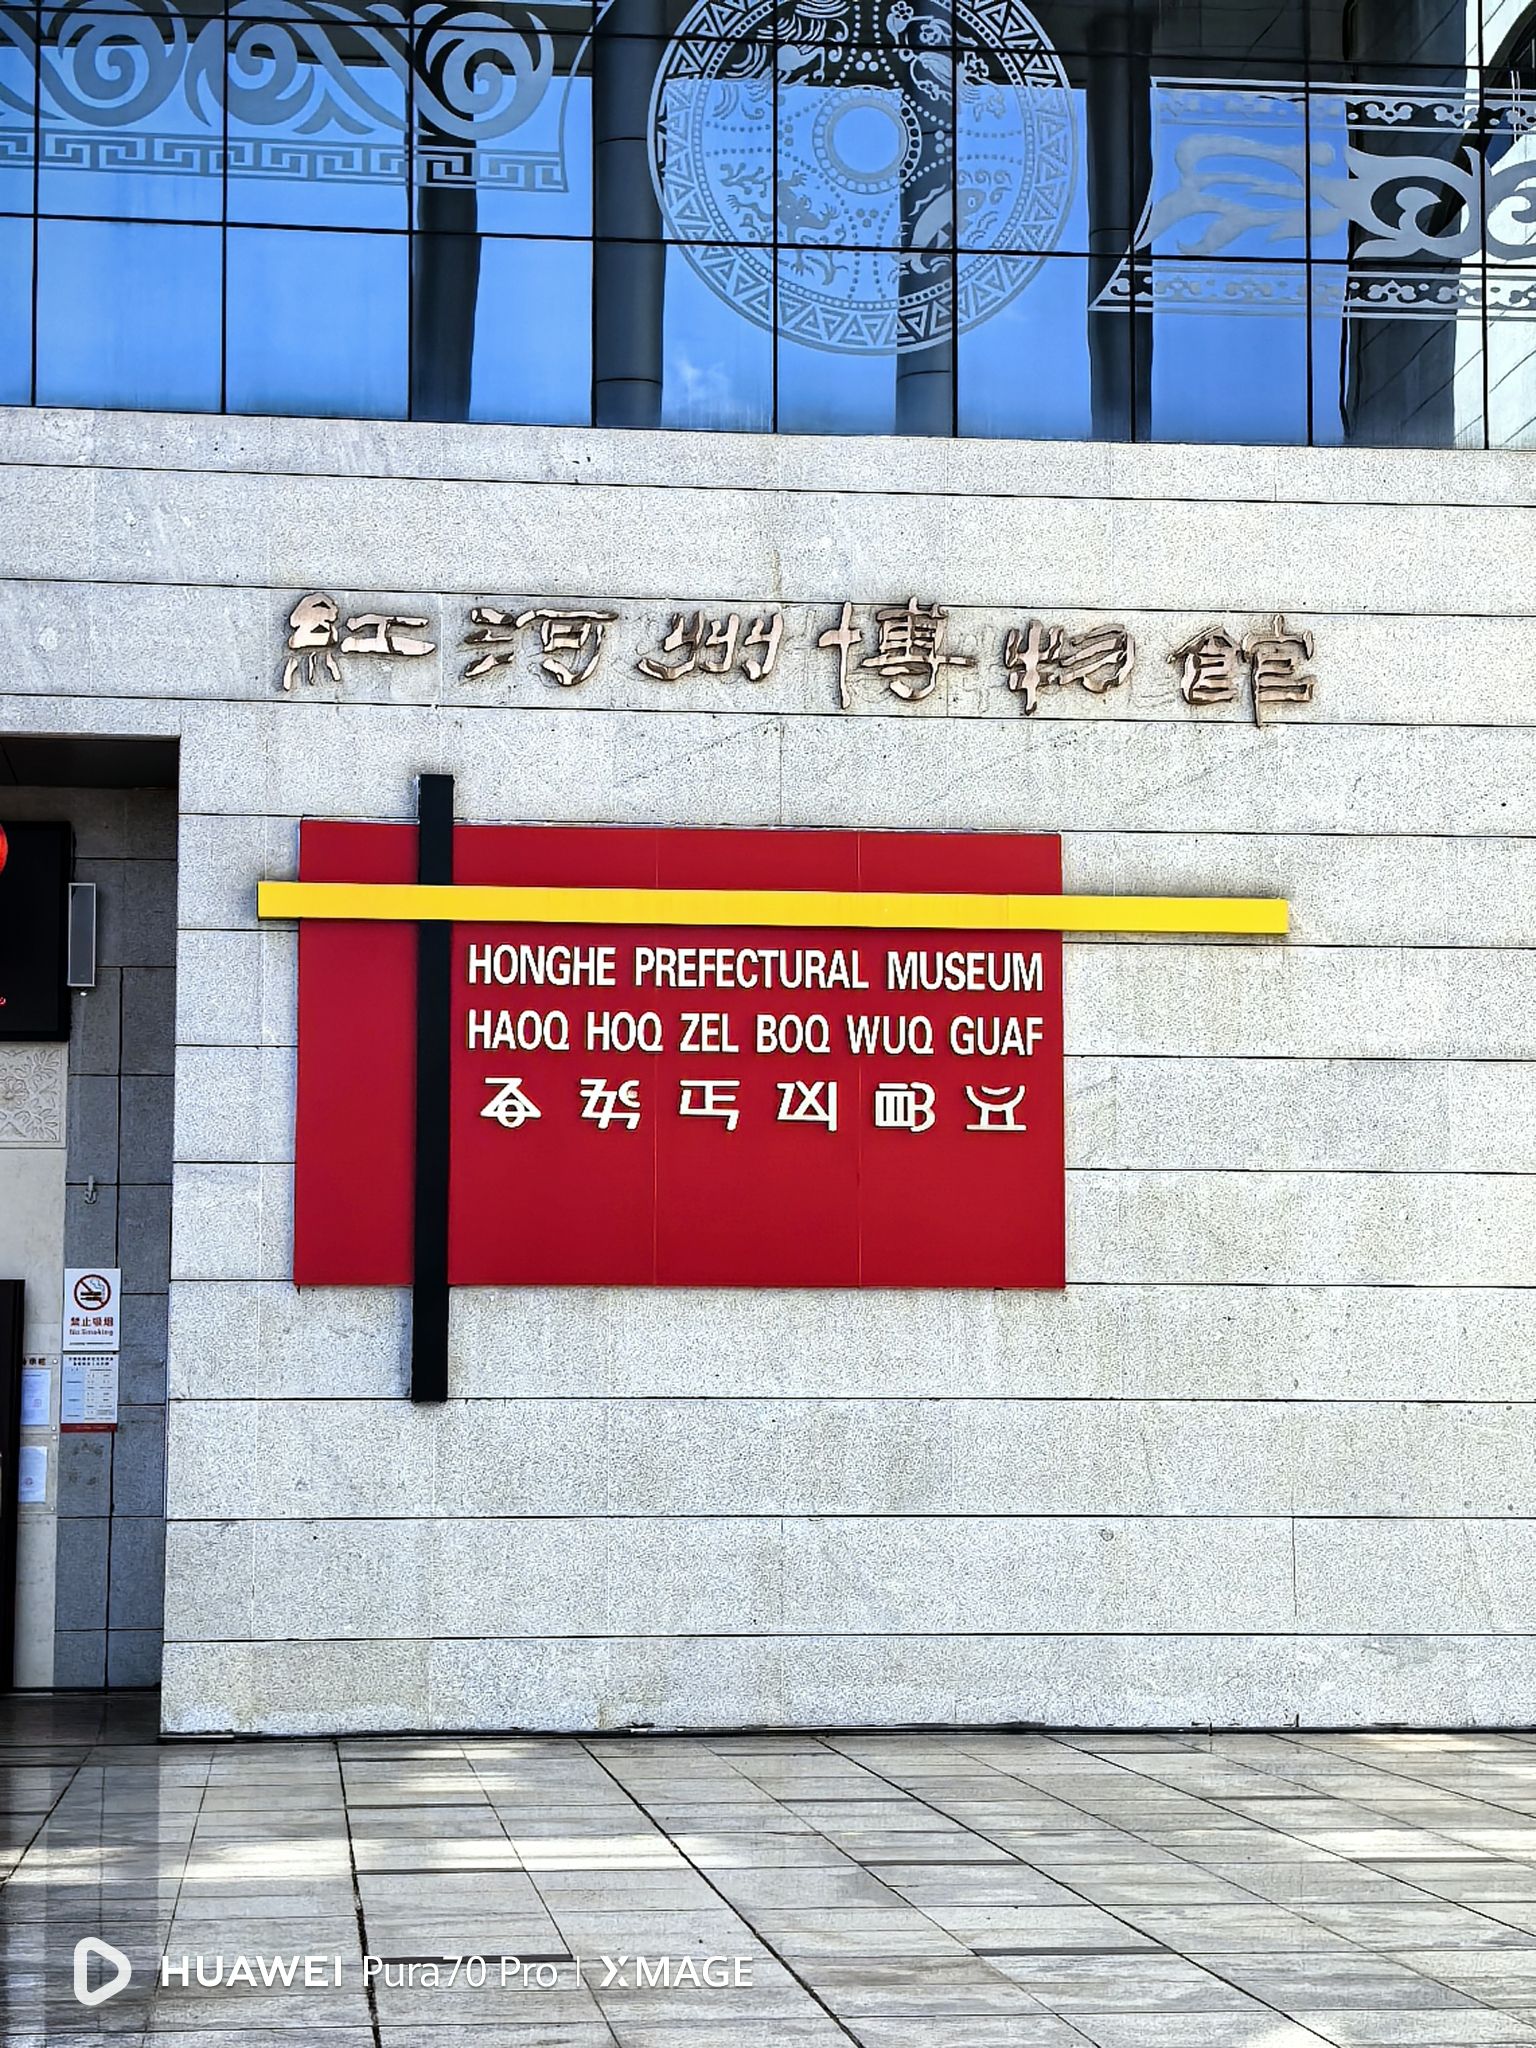 紅河州博物館
HONGHE PREFECTURAL MUSEUM
HAOQ HOQ ZEL BOQ WUQ GUAF
禁止吸烟
No Smoking
HUAWEI Pura70 Pro | XMAGE